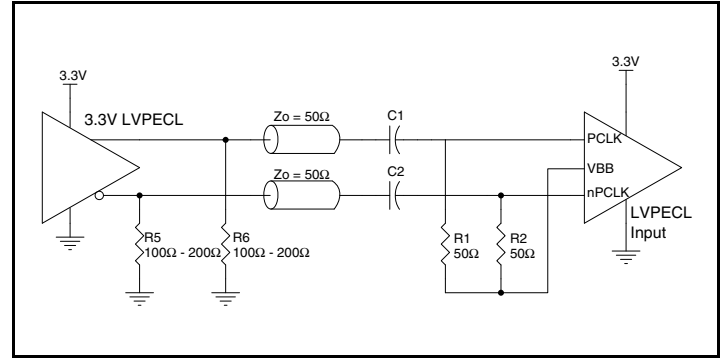 3.3V
3.3V LVPECL
Zo = 50Ω
C1
Zo = 50Ω
C2
3.3V
PCLK
VBB
nPCLK
LVPECL
Input
R5
100Ω - 200Ω
R6
100Ω - 200Ω
R1
50Ω
R2
50Ω